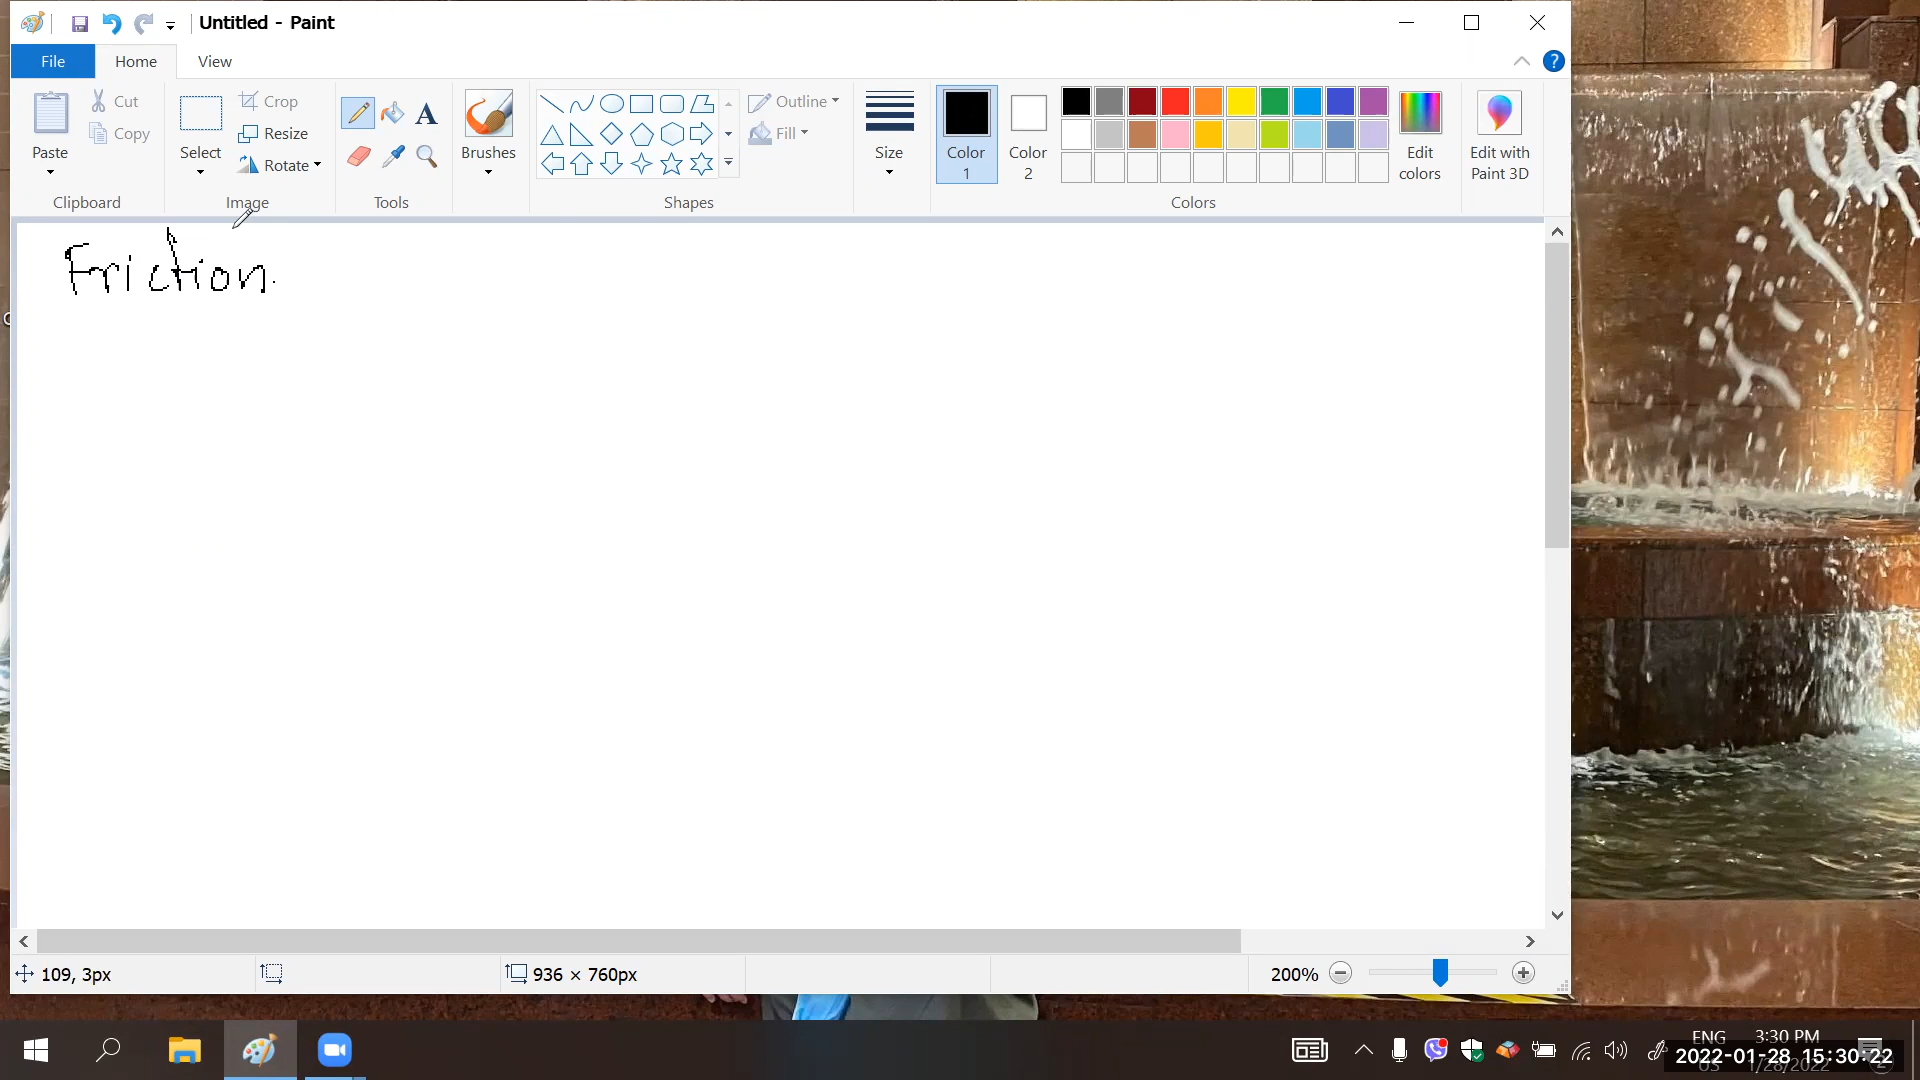 Untitled - Paint
File Home View
Paste
Cut
Copy
Clipboard
Select
Crop
Resize
Rotate
Image
Tools
Brushes
Shapes
Outline
Fill
Size
Color 1
Color 2
Colors
Edit colors
Edit with Paint 3D
Friction.
109, 3px
936 × 760px
200%
ENG
3:30 PM
2022-01-28 15:30:22